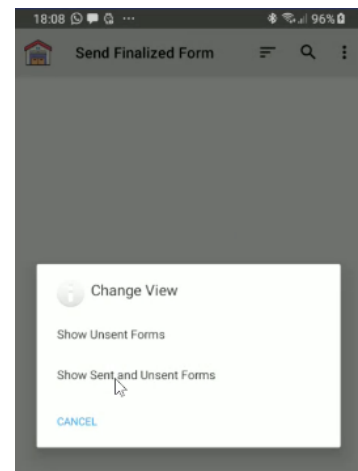 18:08 ... 96%
Send Finalized Form
Change View
Show Unsent Forms
Show Sent and Unsent Forms
CANCEL